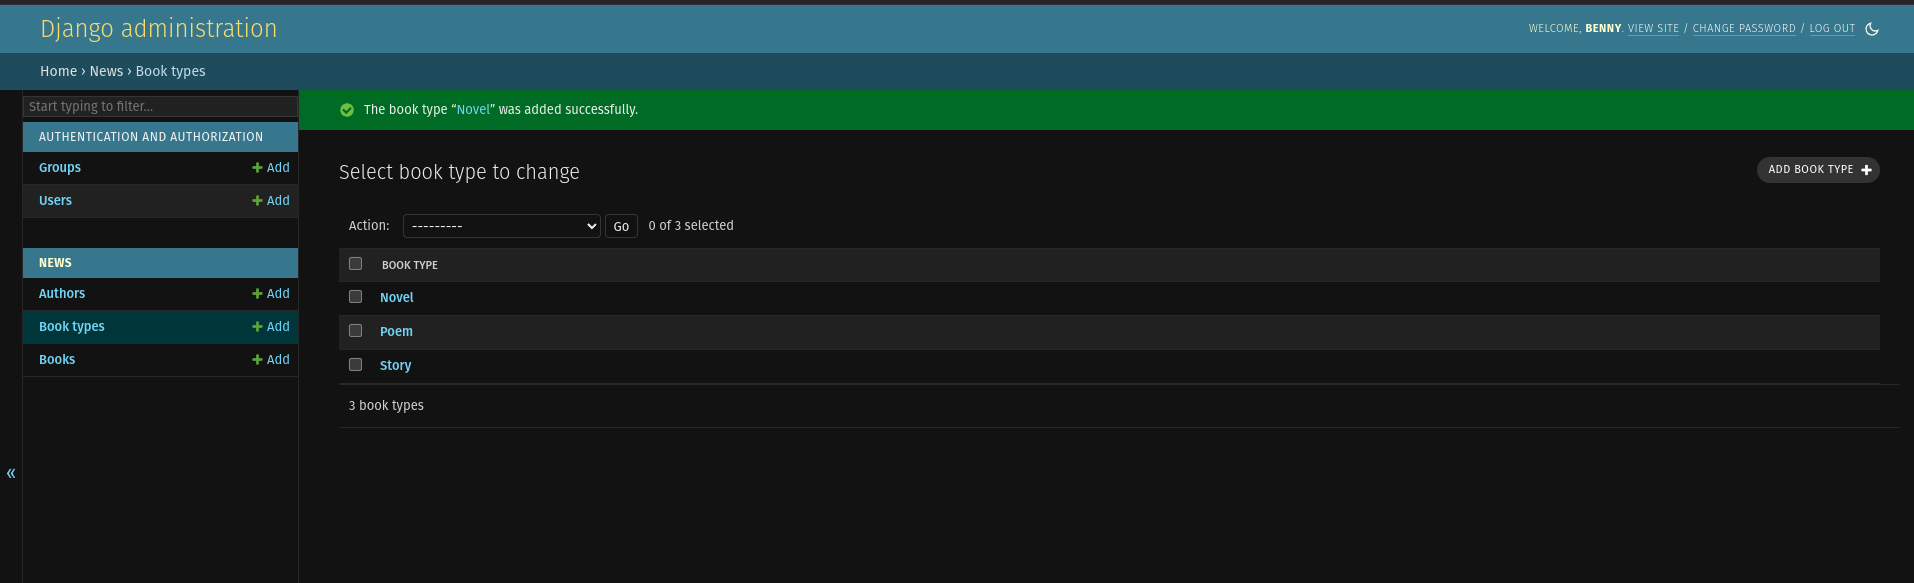 Django administration
WELCOME, BENNY. VIEW SITE / CHANGE PASSWORD / LOG OUT
Home › News › Book types
Start typing to filter...
AUTHENTICATION AND AUTHORIZATION
Groups + Add
Users + Add
NEWS
Authors + Add
Book types + Add
Books + Add
«
The book type “Novel” was added successfully.
Select book type to change
ADD BOOK TYPE +
Action: --------- Go 0 of 3 selected
BOOK TYPE
Novel
Poem
Story
3 book types